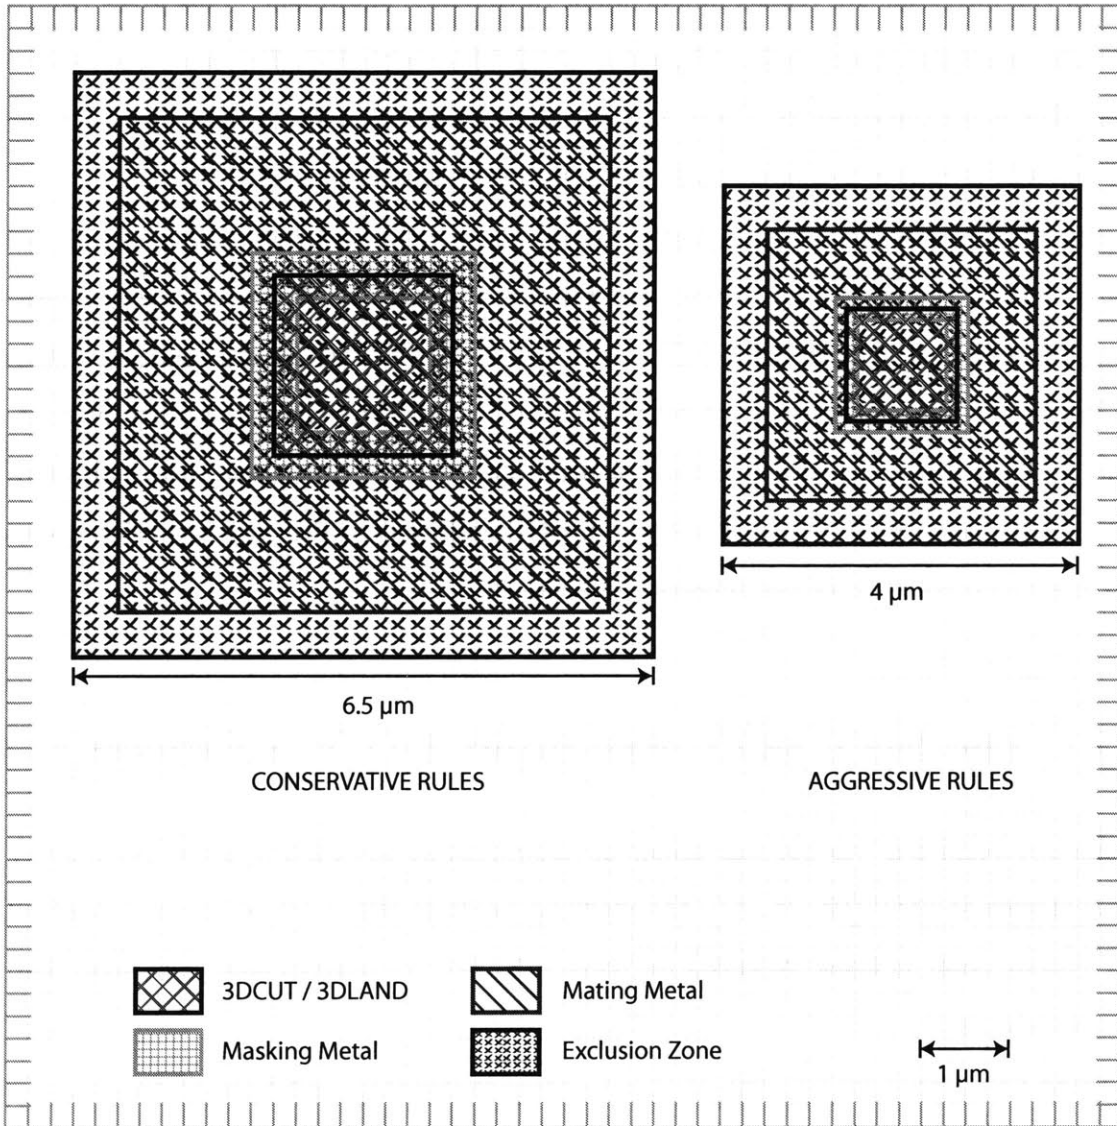 6.5 µm
4 µm
CONSERVATIVE RULES
AGGRESSIVE RULES
3DCUT / 3DLAND
Mating Metal
Masking Metal
Exclusion Zone
1 µm